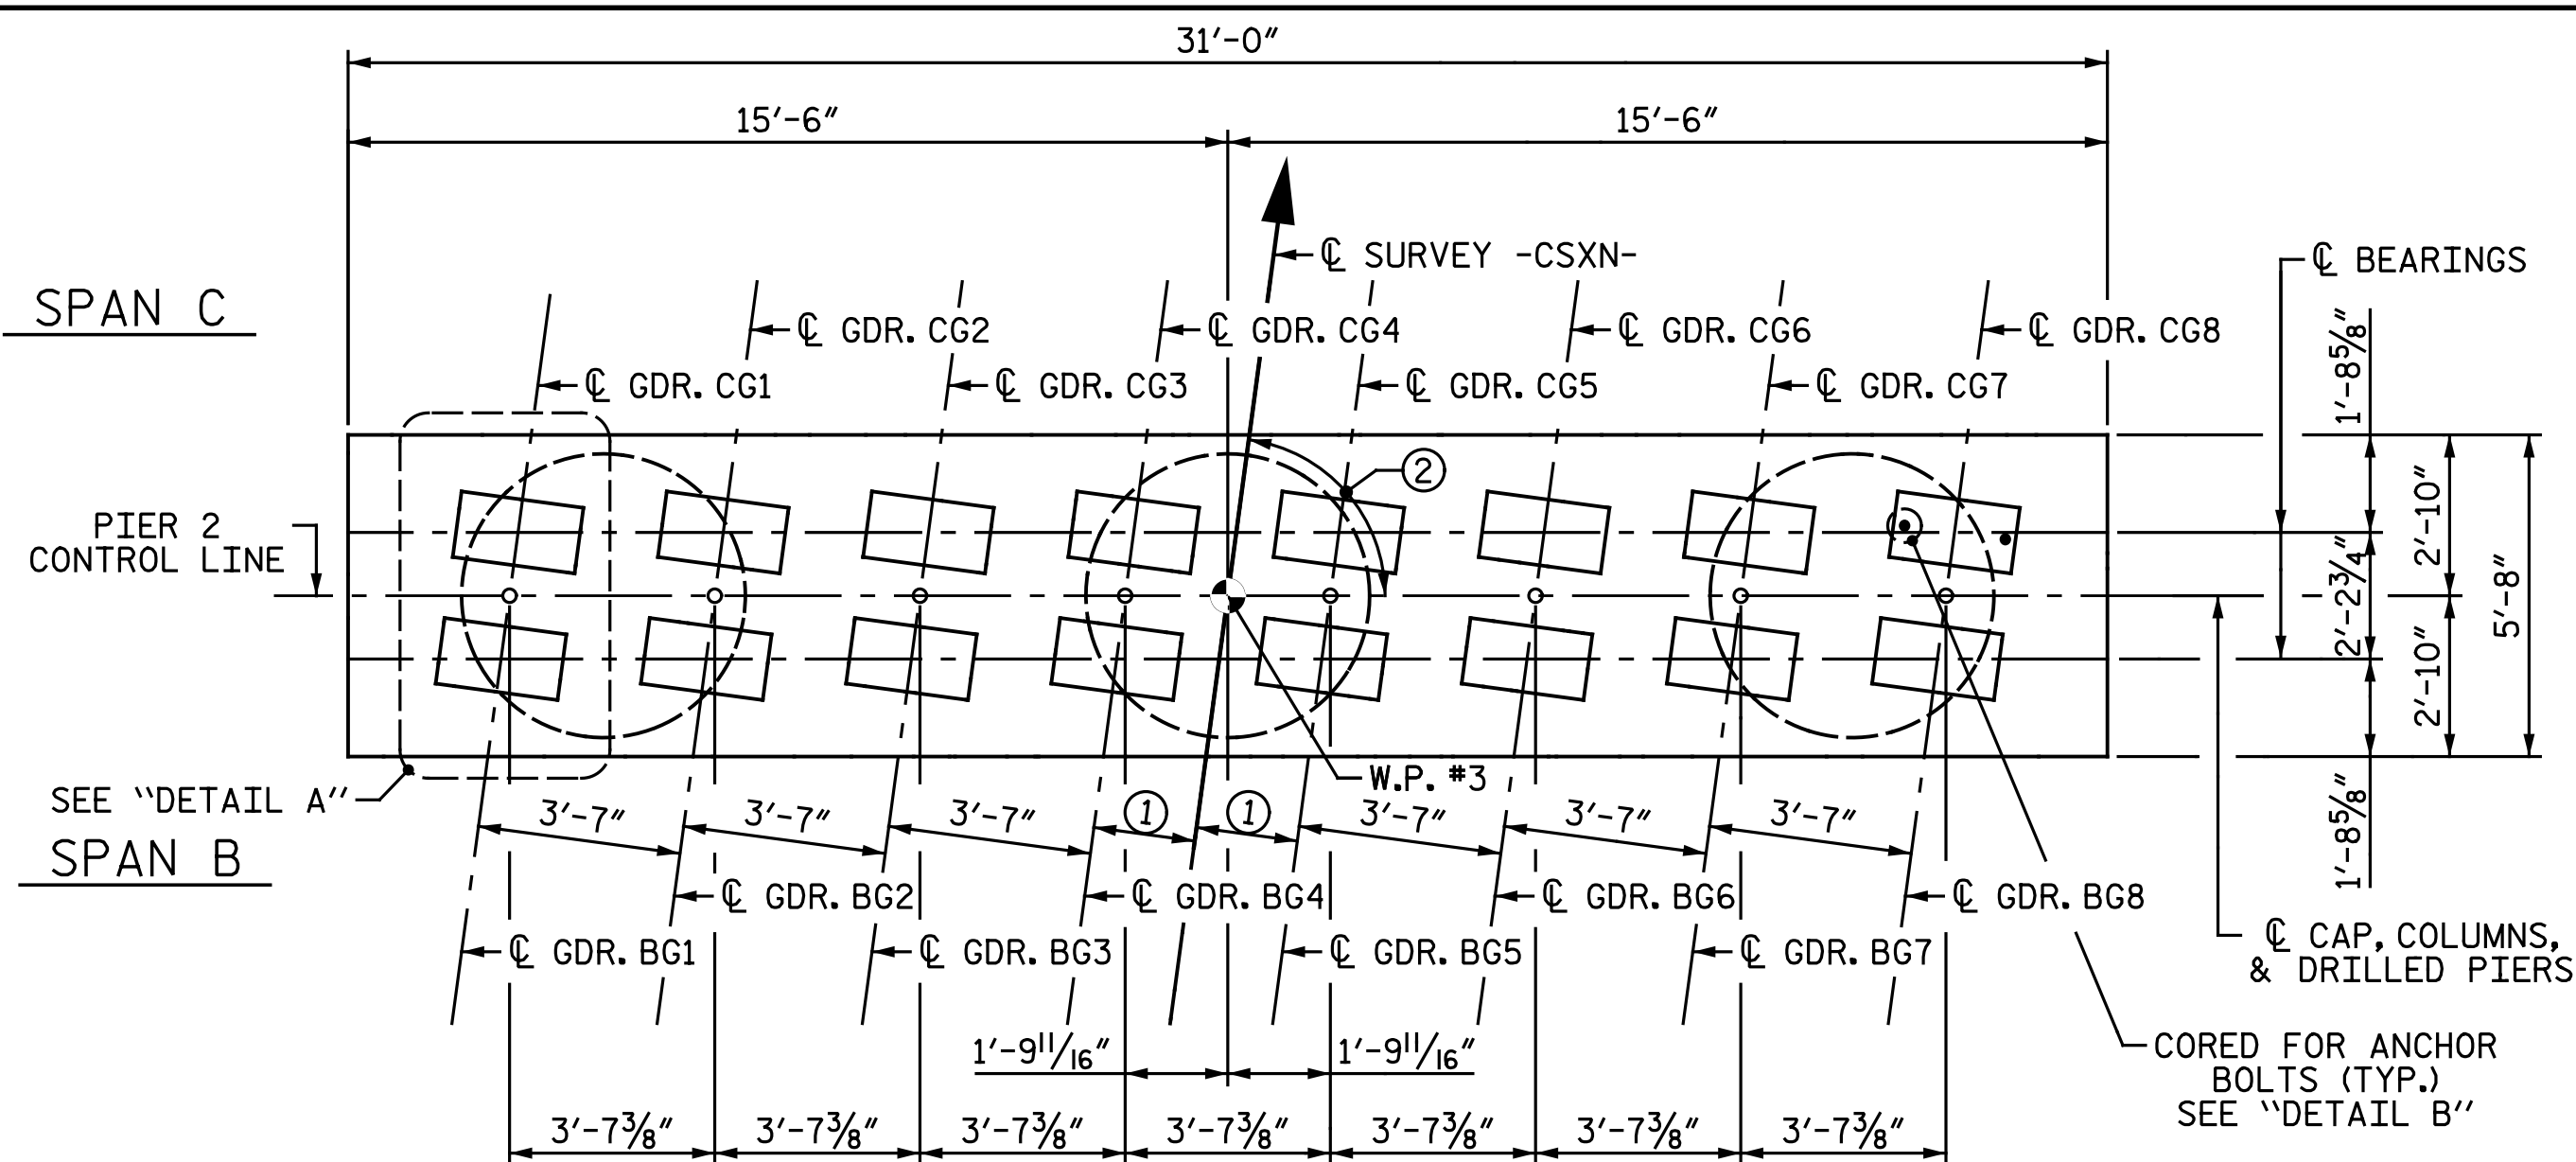 31'-0"
15'-6" 15'-6"
℄ SURVEY -CSXN-
℄ BEARINGS
SPAN C
℄ GDR. CG2 ℄ GDR. CG4 ℄ GDR. CG6 ℄ GDR. CG8
℄ GDR. CG1 ℄ GDR. CG3 ℄ GDR. CG5 ℄ GDR. CG7
1'-8⅝"
2
PIER 2
CONTROL LINE
2'-10"
2'-2¾"
5'-8"
2'-10"
1'-8⅝"
W.P. #3
SEE "DETAIL A"
3'-7" 3'-7" 3'-7" 1 1 3'-7" 3'-7" 3'-7"
SPAN B
℄ GDR. BG2 ℄ GDR. BG4 ℄ GDR. BG6 ℄ GDR. BG8
℄ GDR. BG1 ℄ GDR. BG3 ℄ GDR. BG5 ℄ GDR. BG7
℄ CAP, COLUMNS,
& DRILLED PIERS
1'-9 11/16" 1'-9 11/16"
CORED FOR ANCHOR
BOLTS (TYP.)
SEE "DETAIL B"
3'-7⅜" 3'-7⅜" 3'-7⅜" 3'-7⅜" 3'-7⅜" 3'-7⅜" 3'-7⅜"